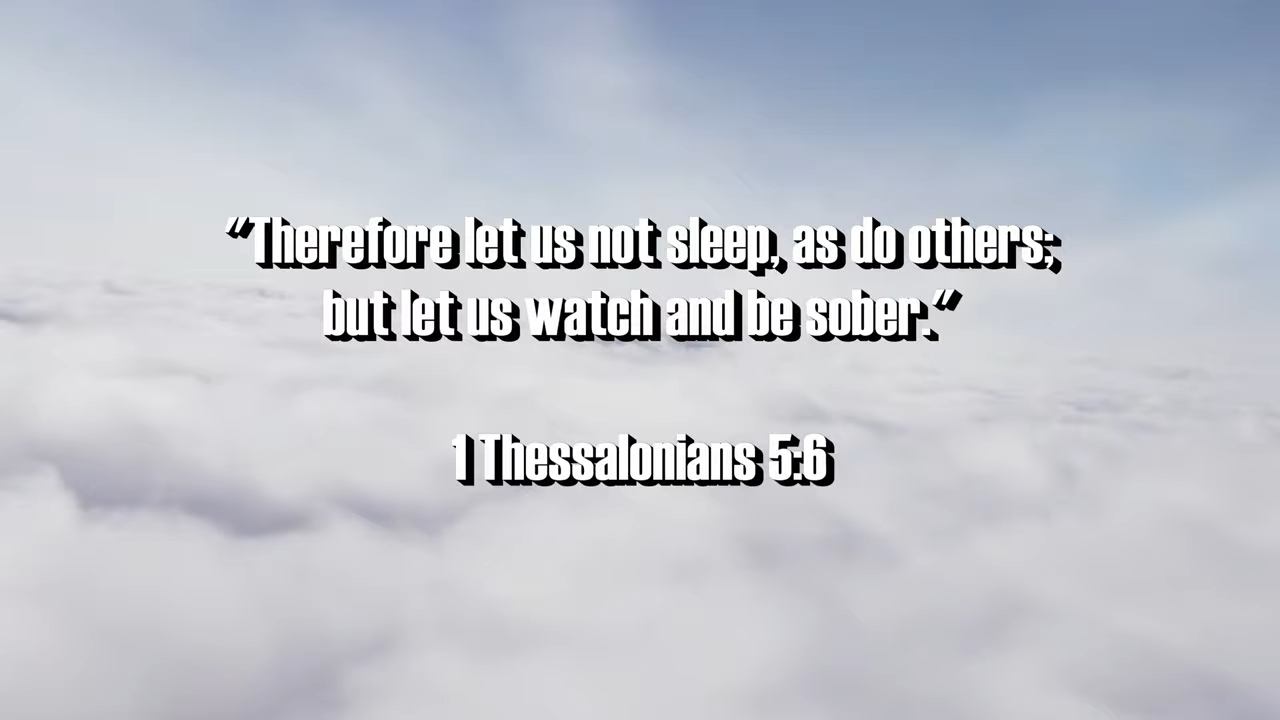 "Therefore let us not sleep, as do others;
but let us watch and be sober."
1 Thessalonians 5:6